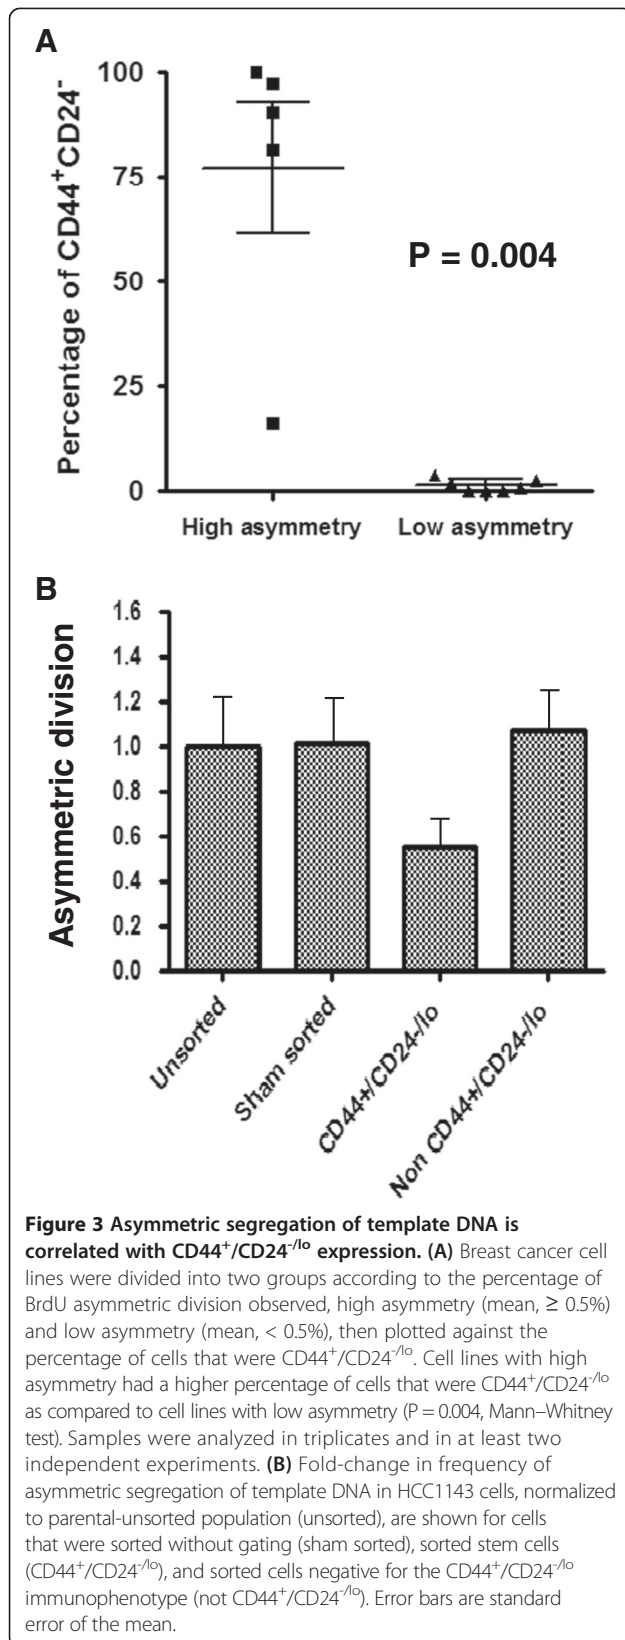 A
Percentage of CD44⁺CD24⁻
100
75
50
25
0
P = 0.004
High asymmetry
Low asymmetry
B
Asymmetric division
1.6
1.4
1.2
1.0
0.8
0.6
0.4
0.2
0.0
Unsorted
Sham sorted
CD44+/CD24-/lo
Non CD44+/CD24-/lo
Figure 3 Asymmetric segregation of template DNA is
correlated with CD44⁺/CD24⁻/ˡᵒ expression. (A) Breast cancer cell
lines were divided into two groups according to the percentage of
BrdU asymmetric division observed, high asymmetry (mean, ≥ 0.5%)
and low asymmetry (mean, < 0.5%), then plotted against the
percentage of cells that were CD44⁺/CD24⁻/ˡᵒ. Cell lines with high
asymmetry had a higher percentage of cells that were CD44⁺/CD24⁻/ˡᵒ
as compared to cell lines with low asymmetry (P = 0.004, Mann–Whitney
test). Samples were analyzed in triplicates and in at least two
independent experiments. (B) Fold-change in frequency of
asymmetric segregation of template DNA in HCC1143 cells, normalized
to parental-unsorted population (unsorted), are shown for cells
that were sorted without gating (sham sorted), sorted stem cells
(CD44⁺/CD24⁻/ˡᵒ), and sorted cells negative for the CD44⁺/CD24⁻/ˡᵒ
immunophenotype (not CD44⁺/CD24⁻/ˡᵒ). Error bars are standard
error of the mean.